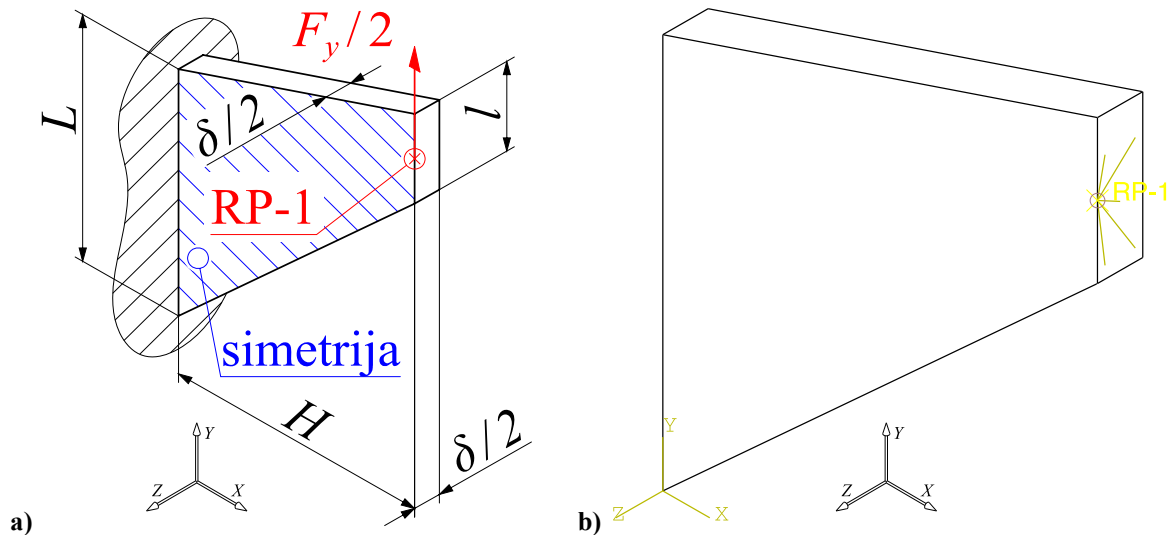 F_y / 2
L
δ/2
l
RP-1
simetrija
H
δ/2
Y
Z
X
a)
RP-1
Y
Z
X
Y
Z
X
b)